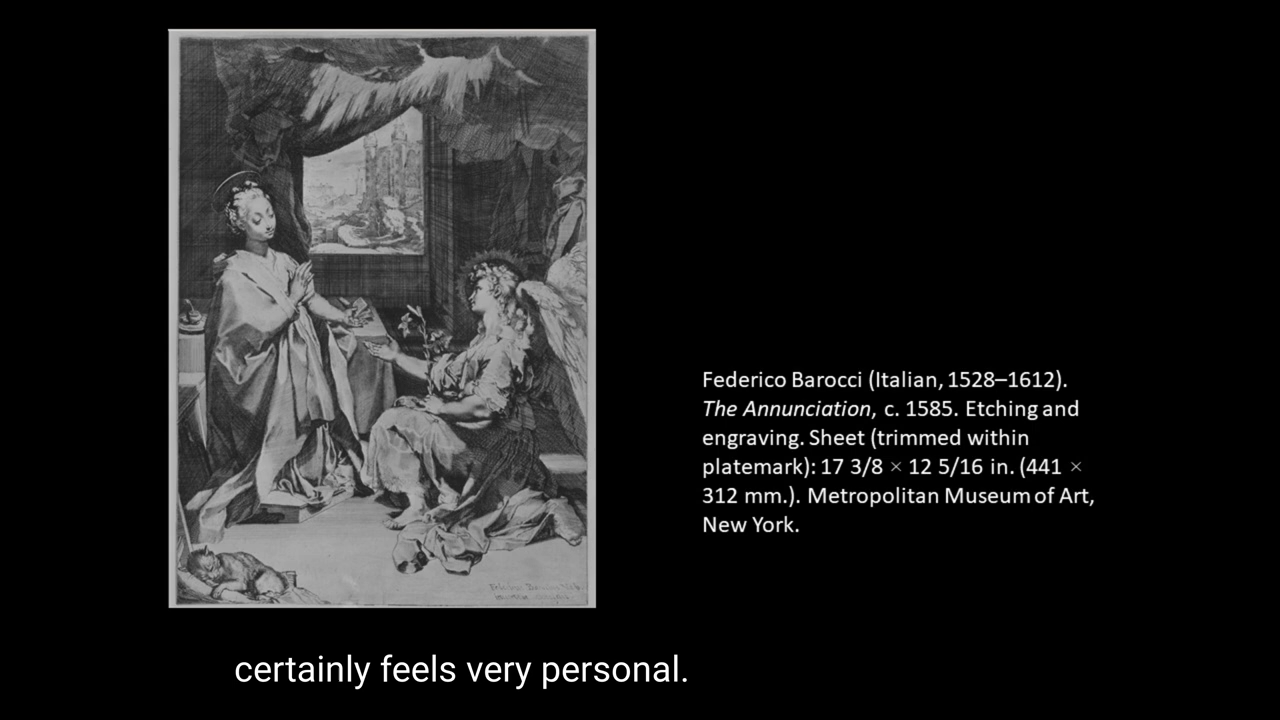 Federico Barocci (Italian, 1528–1612).
The Annunciation, c. 1585. Etching and
engraving. Sheet (trimmed within
platemark): 17 3/8 × 12 5/16 in. (441 ×
312 mm.). Metropolitan Museum of Art,
New York.
certainly feels very personal.